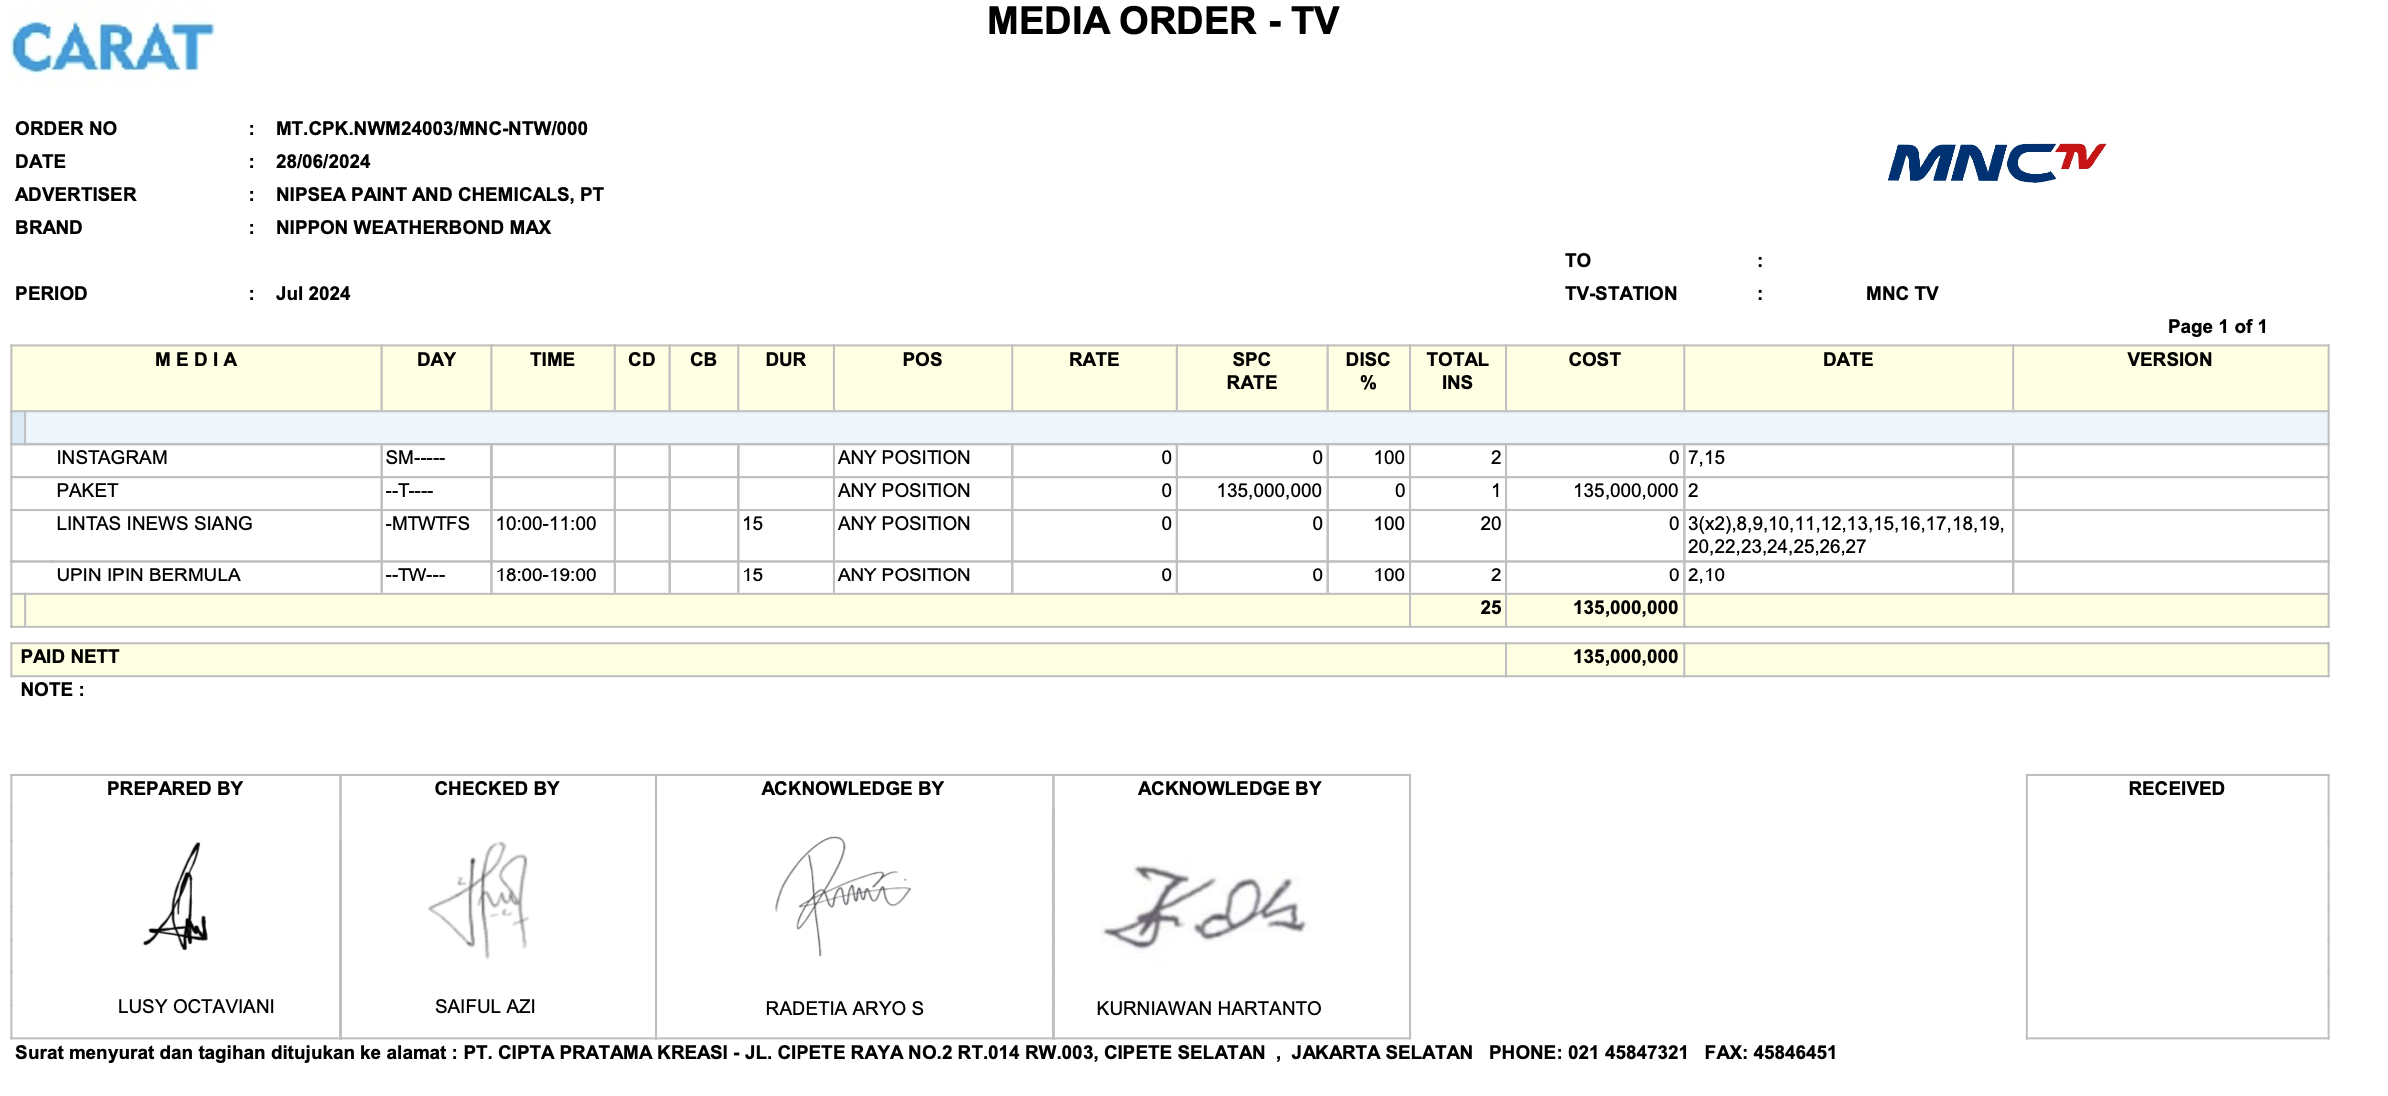 MEDIA ORDER - TV
CARAT
ORDER NO : MT.CPK.NWM24003/MNC-NTW/000
DATE : 28/06/2024
MNCTV
ADVERTISER : NIPSEA PAINT AND CHEMICALS, PT
BRAND : NIPPON WEATHERBOND MAX
TO :
PERIOD : Jul 2024 TV-STATION : MNC TV
Page 1 of 1
M E D I A DAY TIME CD CB DUR POS RATE SPC RATE DISC % TOTAL INS COST DATE VERSION
INSTAGRAM SM----- ANY POSITION 0 0 100 2 0 7,15
PAKET --T---- ANY POSITION 0 135,000,000 0 1 135,000,000 2
LINTAS INEWS SIANG -MTWTFS 10:00-11:00 15 ANY POSITION 0 0 100 20 0 3(x2),8,9,10,11,12,13,15,16,17,18,19,
20,22,23,24,25,26,27
UPIN IPIN BERMULA --TW--- 18:00-19:00 15 ANY POSITION 0 0 100 2 0 2,10
25 135,000,000
PAID NETT 135,000,000
NOTE :
PREPARED BY CHECKED BY ACKNOWLEDGE BY ACKNOWLEDGE BY RECEIVED
LUSY OCTAVIANI SAIFUL AZI RADETIA ARYO S KURNIAWAN HARTANTO
Surat menyurat dan tagihan ditujukan ke alamat : PT. CIPTA PRATAMA KREASI - JL. CIPETE RAYA NO.2 RT.014 RW.003, CIPETE SELATAN , JAKARTA SELATAN PHONE: 021 45847321 FAX: 45846451